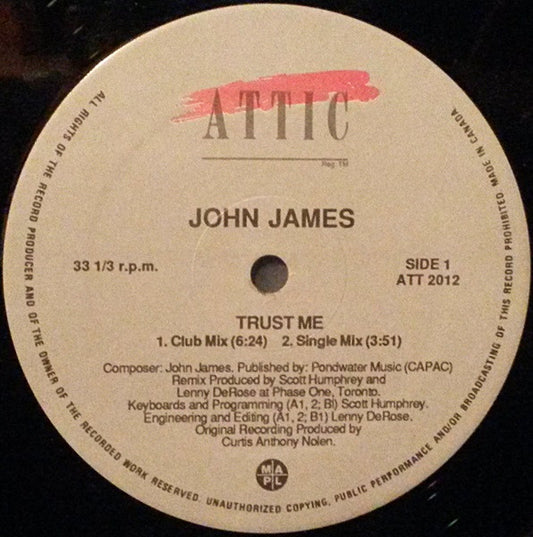 ATTIC
Reg. TM
JOHN JAMES
33 1/3 r.p.m.
SIDE 1
ATT 2012
TRUST ME
1. Club Mix (6:24) 2. Single Mix (3:51)
Composer: John James, Published by: Pondwater Music (CAPAC)
Remix Produced by Scott Humphrey and
Lenny DeRose at Phase One, Toronto.
Keyboards and Programming (A1, 2; BI) Scott Humphrey.
Engineering and Editing (A1, 2; B1) Lenny DeRose.
Original Recording Produced by
Curtis Anthony Nolen.
M A P L
ALL RIGHTS OF THE RECORD PRODUCER AND OF THE OWNER OF THE RECORDED WORK RESERVED. UNAUTHORIZED COPYING, PUBLIC PERFORMANCE AND/OR BROADCASTING OF THIS RECORD PROHIBITED MADE IN CANADA